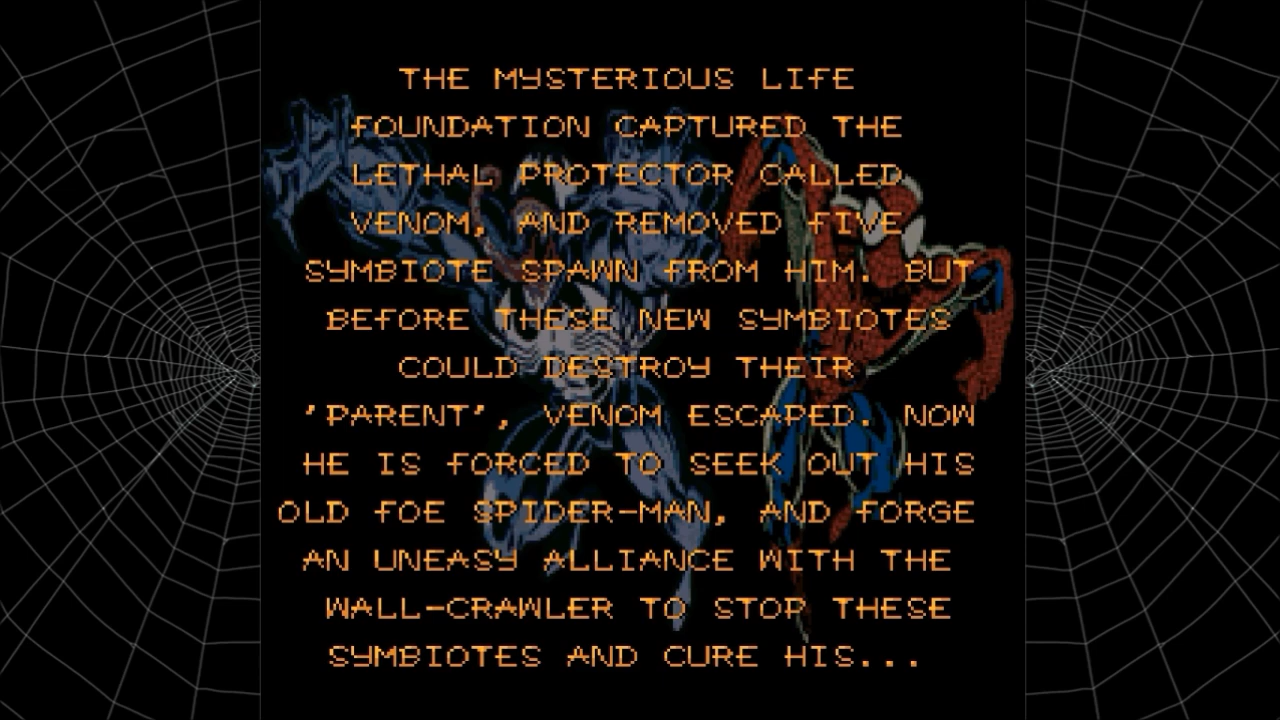 THE MYSTERIOUS LIFE
FOUNDATION CAPTURED THE
LETHAL PROTECTOR CALLED
VENOM, AND REMOVED FIVE
SYMBIOTE SPAWN FROM HIM. BUT
BEFORE THESE NEW SYMBIOTES
COULD DESTROY THEIR
'PARENT', VENOM ESCAPED. NOW
HE IS FORCED TO SEEK OUT HIS
OLD FOE SPIDER-MAN, AND FORGE
AN UNEASY ALLIANCE WITH THE
WALL-CRAWLER TO STOP THESE
SYMBIOTES AND CURE HIS...